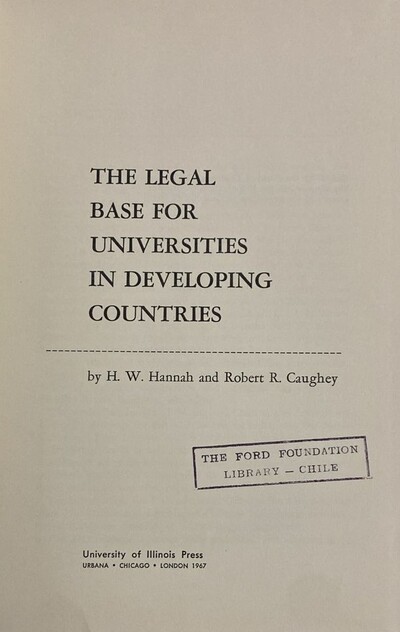 THE LEGAL
BASE FOR
UNIVERSITIES
IN DEVELOPING
COUNTRIES
by H. W. Hannah and Robert R. Caughey
THE FORD FOUNDATION
LIBRARY – CHILE
University of Illinois Press
URBANA • CHICAGO • LONDON 1967